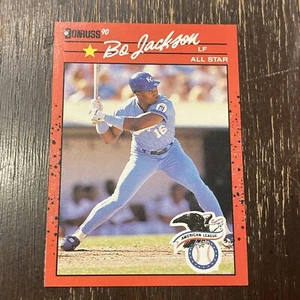 DONRUSS '90
Bo Jackson
LF
ALL STAR
16
AMERICAN LEAGUE